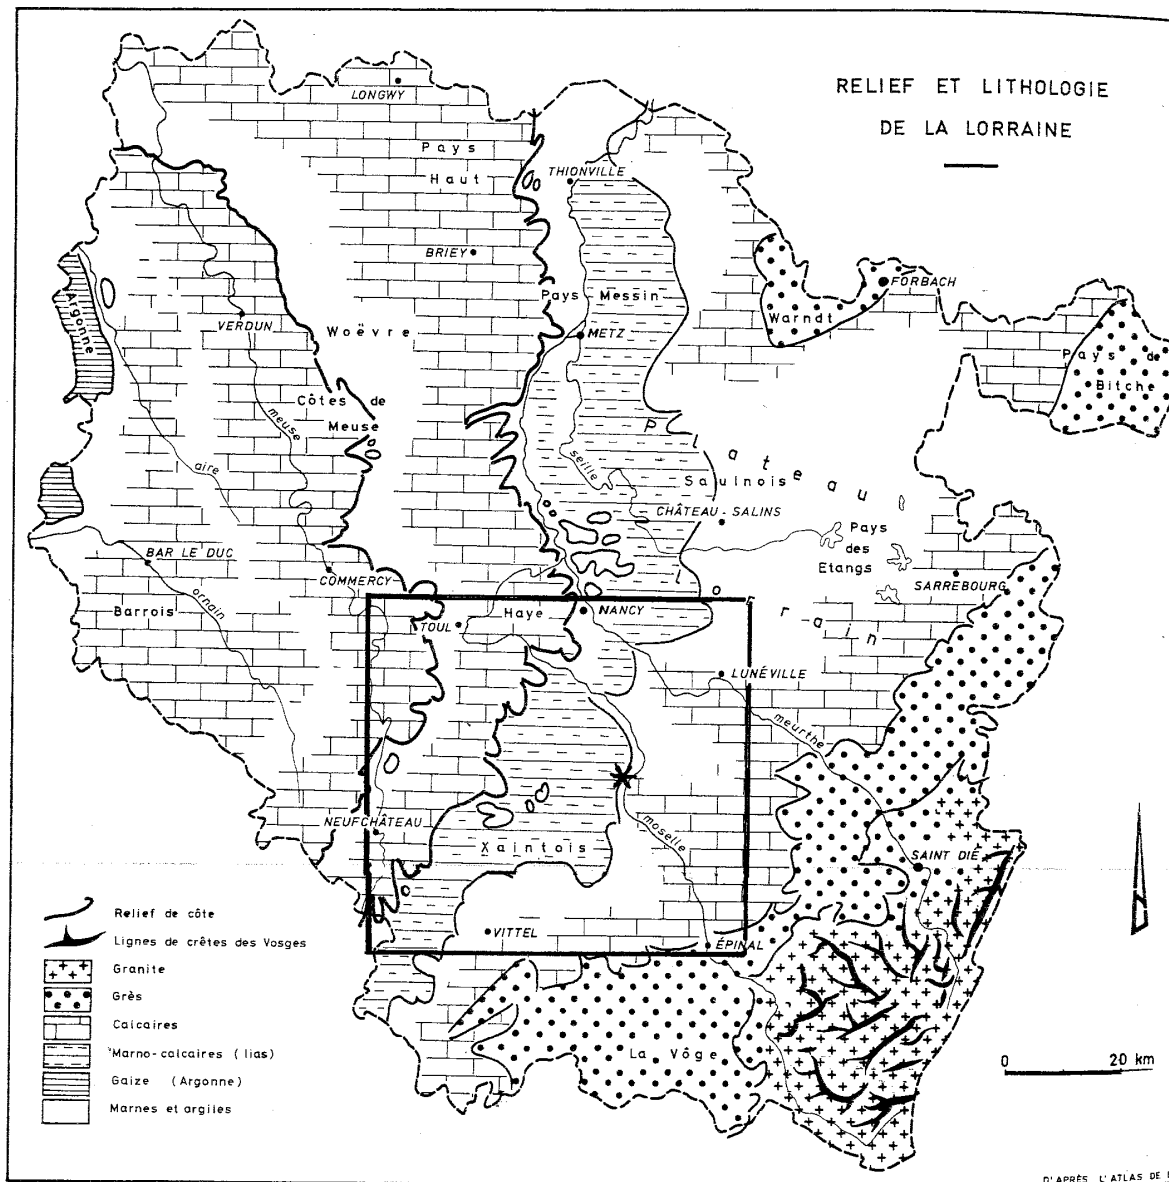 RELIEF ET LITHOLOGIE
DE LA LORRAINE
LONGWY
Pays
Haut
THIONVILLE
BRIEY
Pays Messin
METZ
FORBACH
Warndt
Pays de
Bitche
Argonne
VERDUN
Woëvre
Côtes de
Meuse
meuse
aire
seille
Plateau lorrain
Saulnois
CHÂTEAU-SALINS
Pays
des
Etangs
SARREBOURG
BAR LE DUC
COMMERCY
Barrois
ornain
TOUL
Haye
NANCY
LUNÉVILLE
meurthe
NEUFCHÂTEAU
Xaintois
moselle
SAINT DIÉ
VITTEL
ÉPINAL
La Vôge
Relief de côte
Lignes de crêtes des Vosges
Granite
Grès
Calcaires
Marno-calcaires (lias)
Gaize (Argonne)
Marnes et argiles
0 20 km
D'APRÈS L'ATLAS DE